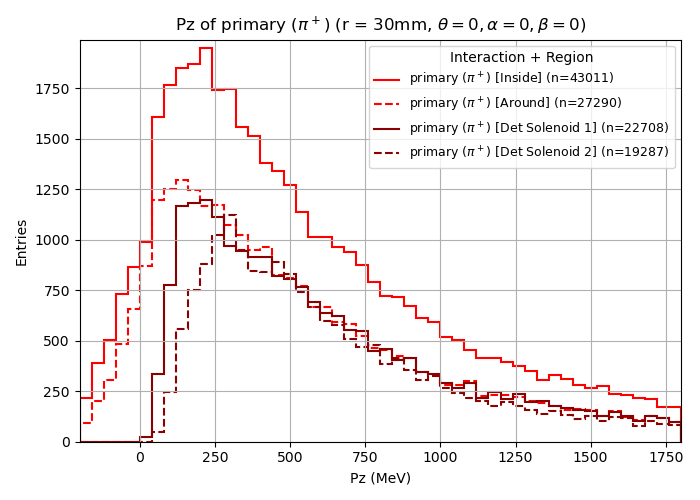 Pz of primary (π⁺) (r = 30mm, θ = 0, α = 0, β = 0)
Interaction + Region
primary (π⁺) [Inside] (n=43011)
primary (π⁺) [Around] (n=27290)
primary (π⁺) [Det Solenoid 1] (n=22708)
primary (π⁺) [Det Solenoid 2] (n=19287)
Entries
1750
1500
1250
1000
750
500
250
0
0 250 500 750 1000 1250 1500 1750
Pz (MeV)